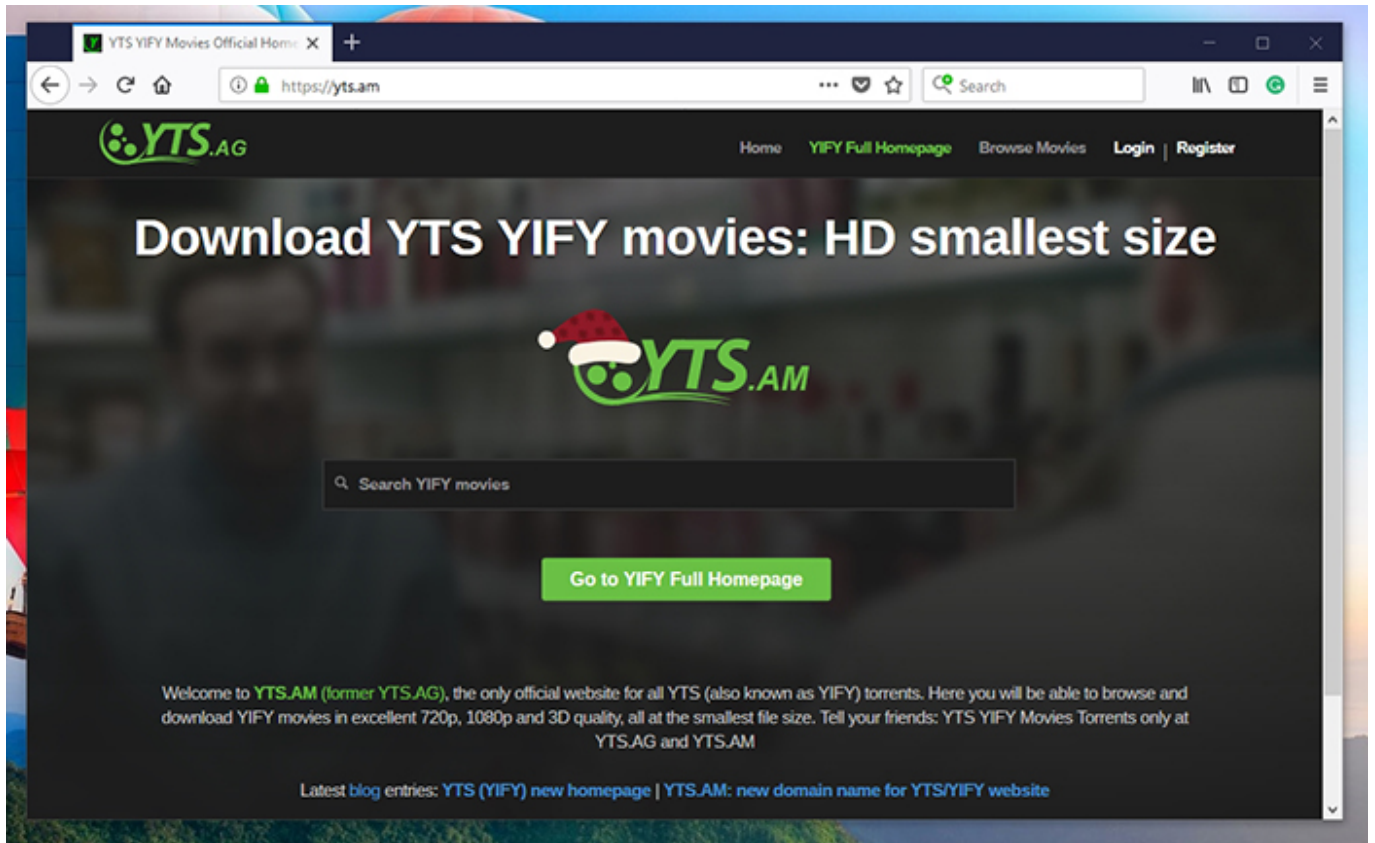 YTS YIFY Movies Official Home
https://yts.am
Search
YTS.AG
Home YIFY Full Homepage Browse Movies Login | Register
Download YTS YIFY movies: HD smallest size
YTS.AM
Search YIFY movies
Go to YIFY Full Homepage
Welcome to YTS.AM (former YTS.AG), the only official website for all YTS (also known as YIFY) torrents. Here you will be able to browse and
download YIFY movies in excellent 720p, 1080p and 3D quality, all at the smallest file size. Tell your friends: YTS YIFY Movies Torrents only at
YTS.AG and YTS.AM
Latest blog entries: YTS (YIFY) new homepage | YTS.AM: new domain name for YTS/YIFY website